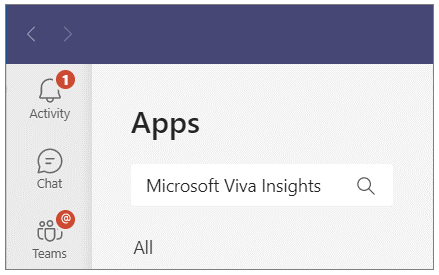 1
Activity
Apps
Chat
Microsoft Viva Insights
@
Teams
All